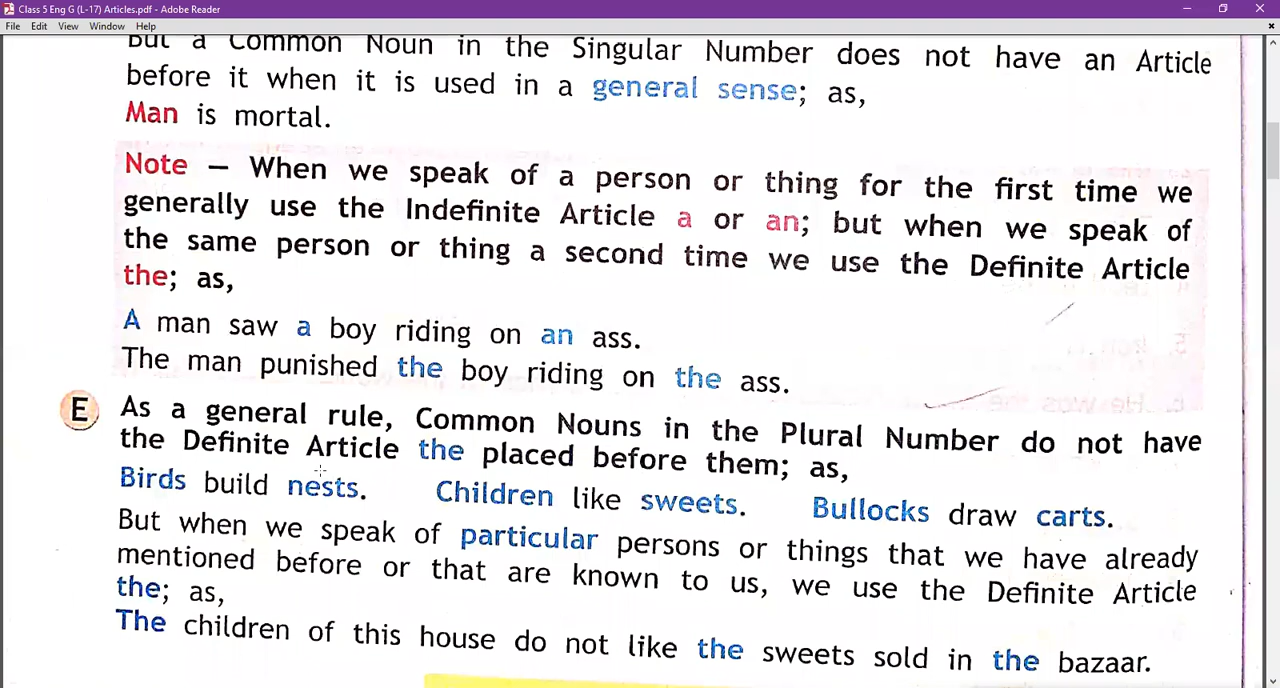 Class 5 Eng G (L-17) Articles.pdf - Adobe Reader
File Edit View Window Help
But a Common Noun in the Singular Number does not have an Article
before it when it is used in a general sense; as,
Man is mortal.
Note – When we speak of a person or thing for the first time we
generally use the Indefinite Article a or an; but when we speak of
the same person or thing a second time we use the Definite Article
the; as,
A man saw a boy riding on an ass.
The man punished the boy riding on the ass.
E As a general rule, Common Nouns in the Plural Number do not have
the Definite Article the placed before them; as,
Birds build nests. Children like sweets. Bullocks draw carts.
But when we speak of particular persons or things that we have already
mentioned before or that are known to us, we use the Definite Article
the; as,
The children of this house do not like the sweets sold in the bazaar.